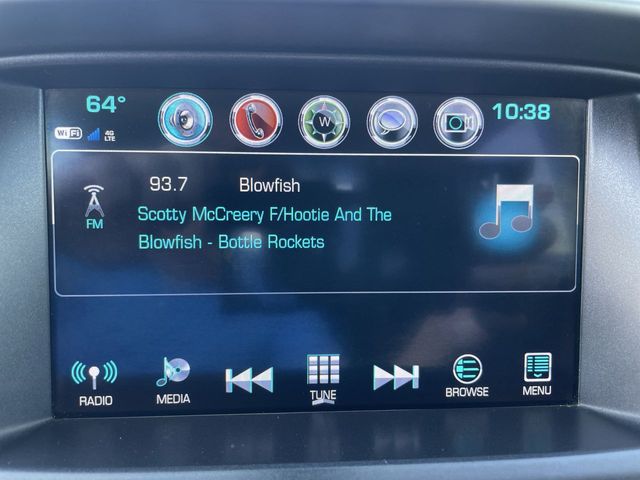 64°
10:38
WiFi 4G LTE
W
93.7 Blowfish
FM
Scotty McCreery F/Hootie And The
Blowfish - Bottle Rockets
RADIO MEDIA TUNE BROWSE MENU